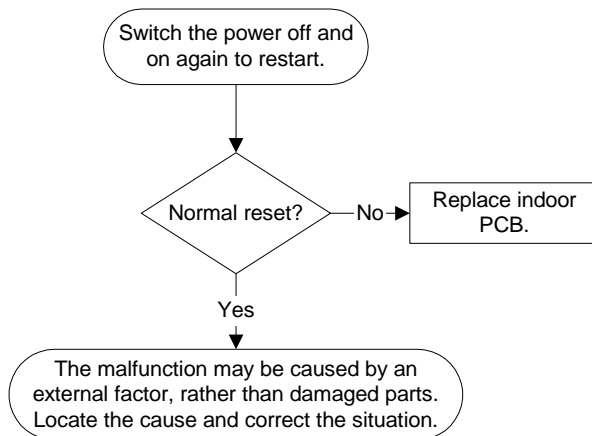 Switch the power off and
on again to restart.
Normal reset?
No
Replace indoor
PCB.
Yes
The malfunction may be caused by an
external factor, rather than damaged parts.
Locate the cause and correct the situation.